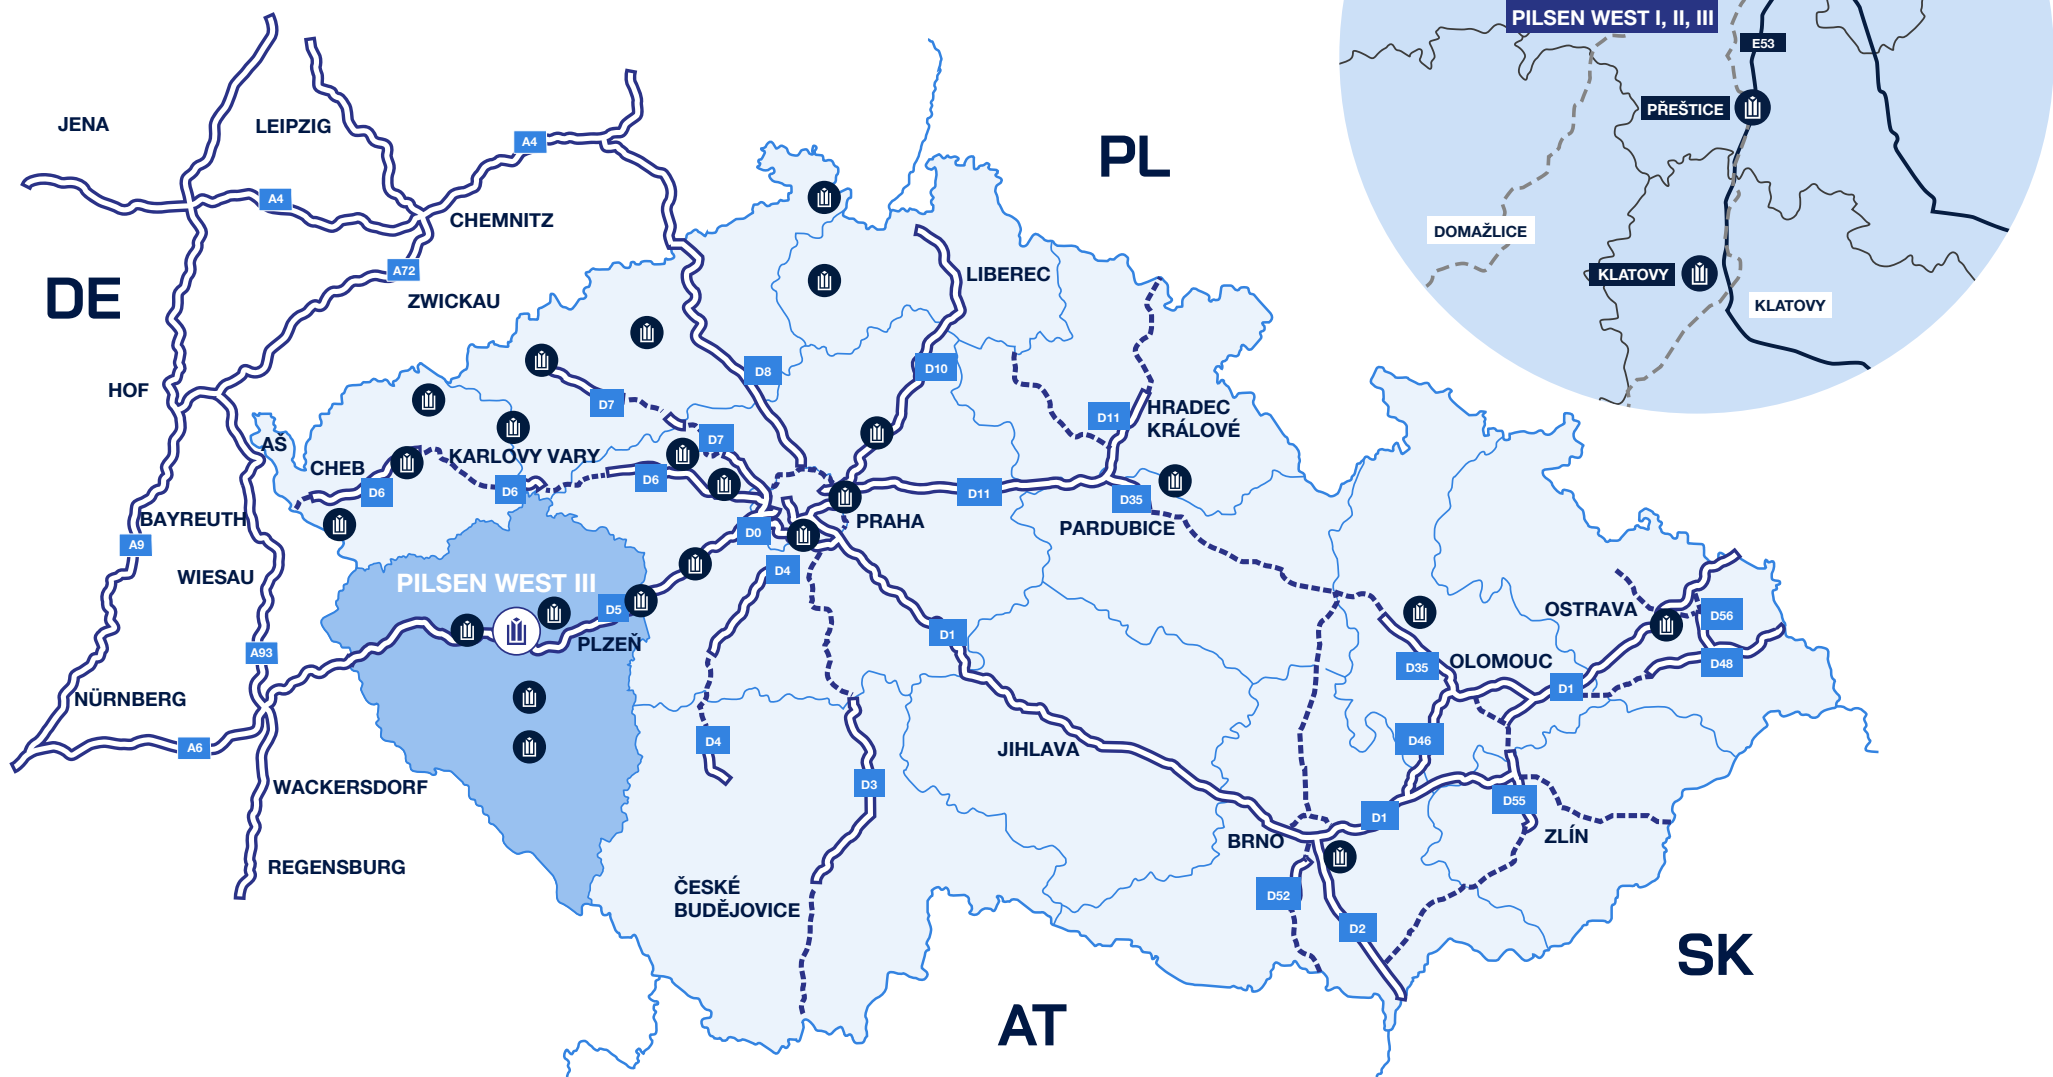 PILSEN WEST I, II, III
E53
PŘEŠTICE
DOMAŽLICE
KLATOVY
KLATOVY
JENA
LEIPZIG
A4
A4
CHEMNITZ
PL
DE
A72
ZWICKAU
LIBEREC
HOF
D8
D10
D7
D7
D11
HRADEC
KRÁLOVÉ
AŠ
CHEB
KARLOVY VARY
D6
D6
D6
D11
D35
PARDUBICE
BAYREUTH
A9
PRAHA
D0
D4
WIESAU
PILSEN WEST III
D5
PLZEŇ
D1
OSTRAVA
D56
A93
D35
OLOMOUC
D48
D1
NÜRNBERG
A6
D4
D46
JIHLAVA
WACKERSDORF
D3
D55
D1
BRNO
ZLÍN
REGENSBURG
ČESKÉ
BUDĚJOVICE
D52
D2
SK
AT